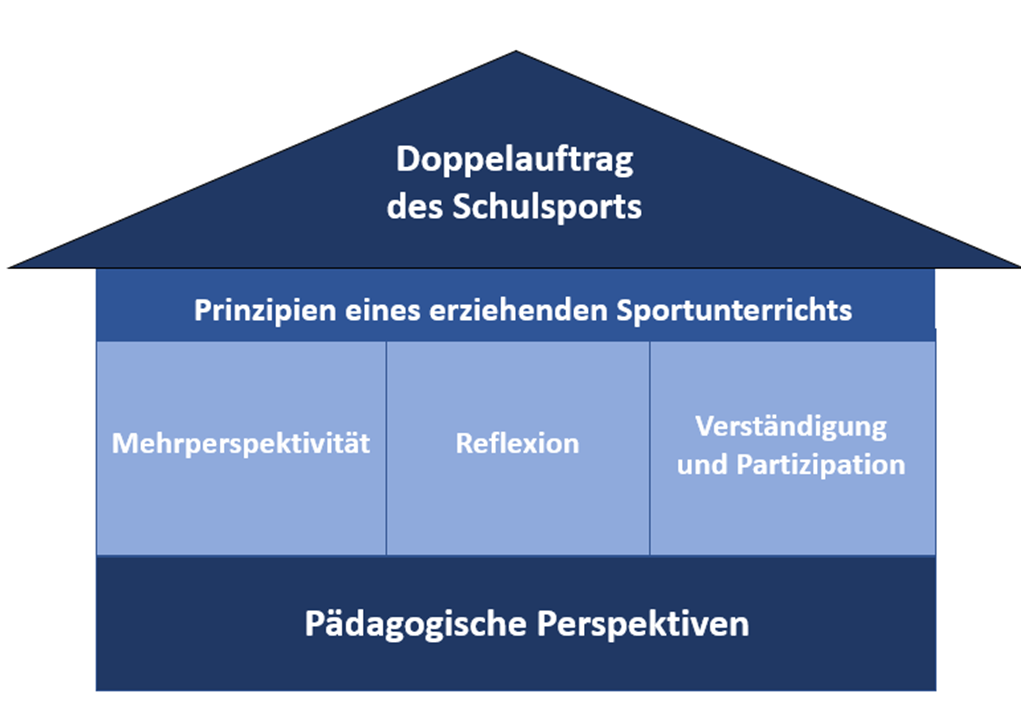 Doppelauftrag
des Schulsports
Prinzipien eines erziehenden Sportunterrichts
Mehrperspektivität
Reflexion
Verständigung
und Partizipation
Pädagogische Perspektiven